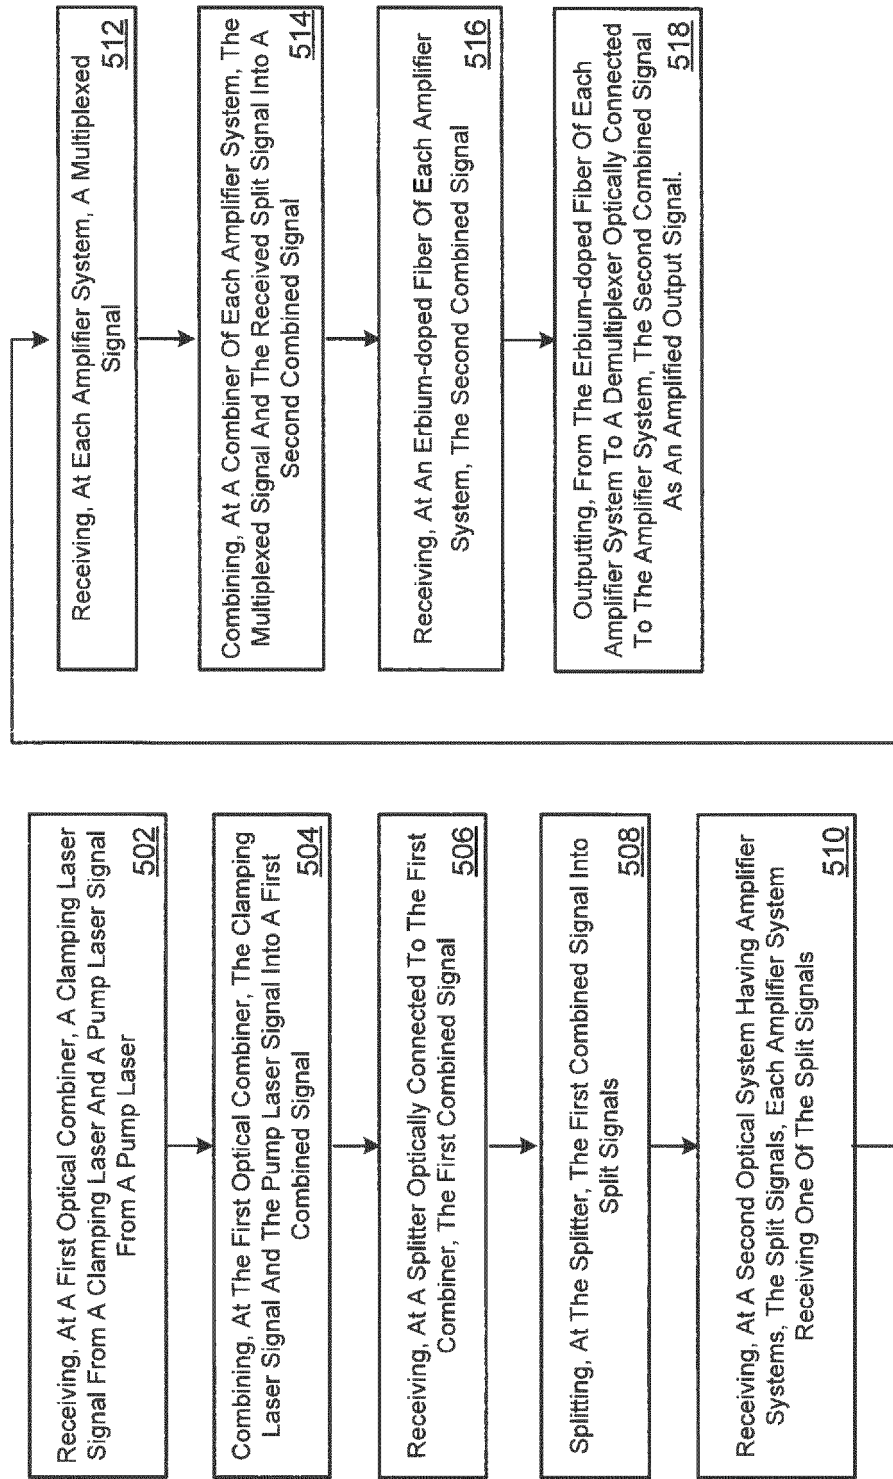 Receiving, At A First Optical Combiner, A Clamping Laser
Signal From A Clamping Laser And A Pump Laser Signal
From A Pump Laser
502
Combining, At The First Optical Combiner, The Clamping
Laser Signal And The Pump Laser Signal Into A First
Combined Signal
504
Receiving, At A Splitter Optically Connected To The First
Combiner, The First Combined Signal
506
Splitting, At The Splitter, The First Combined Signal Into
Split Signals
508
Receiving, At A Second Optical System Having Amplifier
Systems, The Split Signals, Each Amplifier System
Receiving One Of The Split Signals
510
Receiving, At Each Amplifier System, A Multiplexed
Signal
512
Combining, At A Combiner Of Each Amplifier System, The
Multiplexed Signal And The Received Split Signal Into A
Second Combined Signal
514
Receiving, At An Erbium-doped Fiber Of Each Amplifier
System, The Second Combined Signal
516
Outputting, From The Erbium-doped Fiber Of Each
Amplifier System To A Demultiplexer Optically Connected
To The Amplifier System, The Second Combined Signal
As An Amplified Output Signal.
518